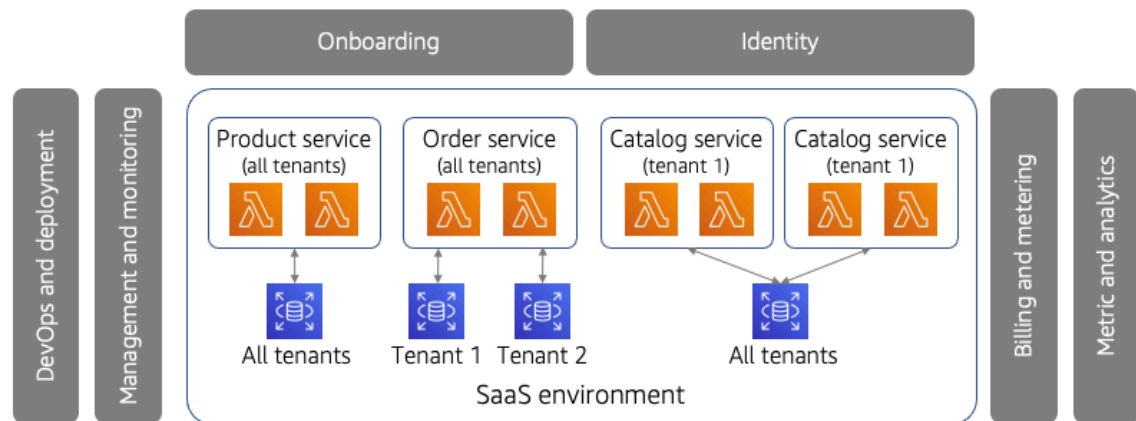 Onboarding
Identity
DevOps and deployment
Management and monitoring
Product service
(all tenants)
Order service
(all tenants)
Catalog service
(tenant 1)
Catalog service
(tenant 1)
All tenants
Tenant 1
Tenant 2
All tenants
SaaS environment
Billing and metering
Metric and analytics